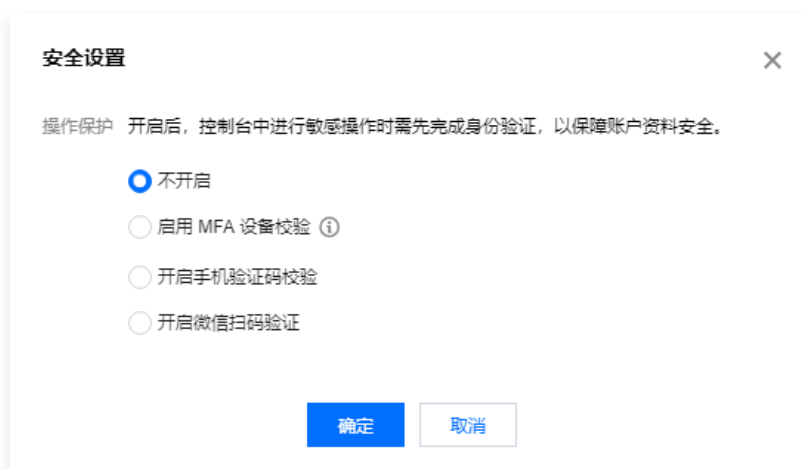 安全设置
操作保护 开启后，控制台中进行敏感操作时需先完成身份验证，以保障账户资料安全。
不开启
启用 MFA 设备校验
开启手机验证码校验
开启微信扫码验证
确定 取消